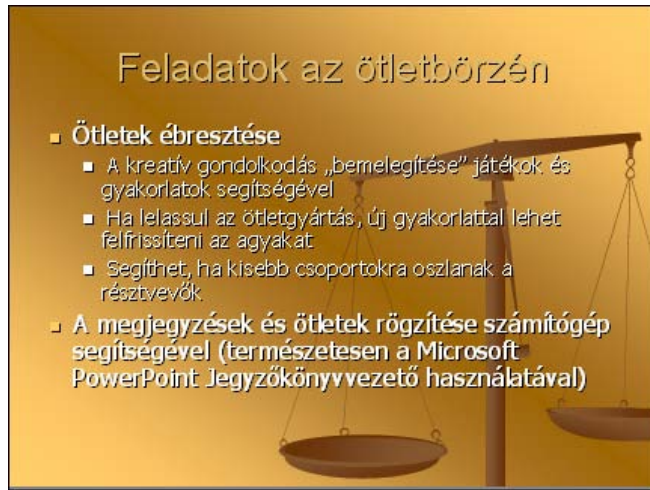 Feladatok az ötletbörzén
Ötletek ébresztése
A kreatív gondolkodás „bemelegítése” játékok és
gyakorlatok segítségével
Ha lelassul az ötletgyártás, új gyakorlattal lehet
felfrissíteni az agyakat
Segíthet, ha kisebb csoportokra oszlanak a
résztvevők
A megjegyzések és ötletek rögzítése számítógép
segítségével (természetesen a Microsoft
PowerPoint Jegyzőkönyvvezető használatával)